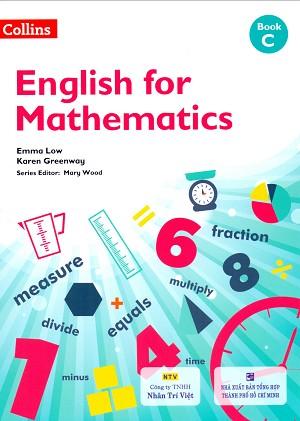 Collins
Book
C
English for
Mathematics
Emma Low
Karen Greenway
Series Editor: Mary Wood
6
fraction
measure
8
multiply
divide
equals
1
4
minus
times
NTV
Công ty TNHH
Nhân Trí Việt
NHÀ XUẤT BẢN TỔNG HỢP
THÀNH PHỐ HỒ CHÍ MINH